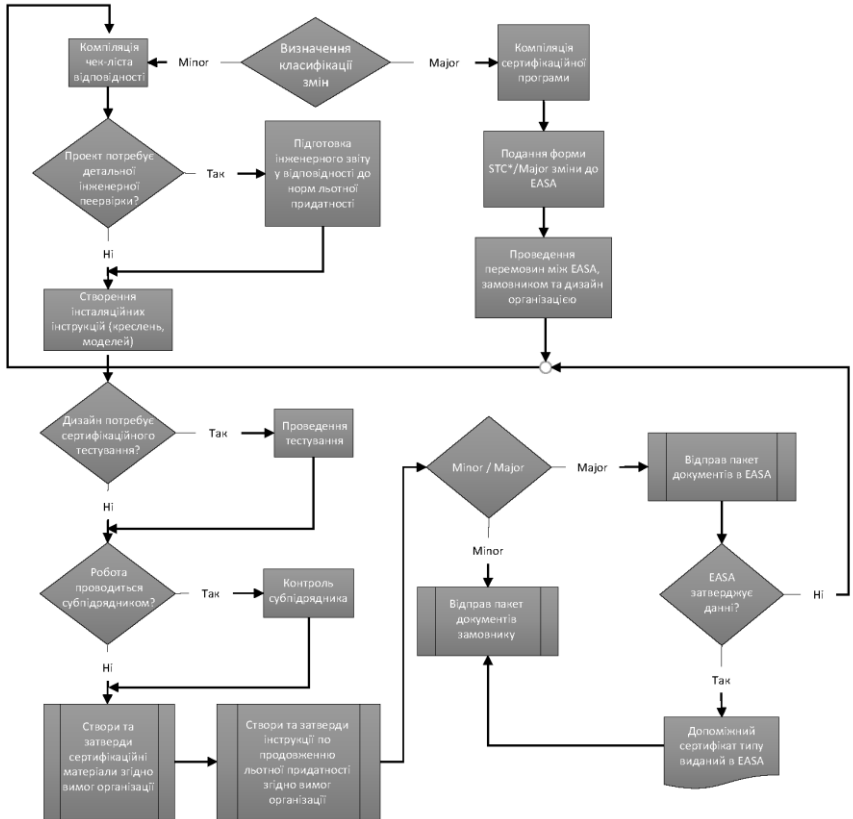 Компіляція
чек-ліста
відповідності
Minor
Визначення
класифікації
змін
Major
Компіляція
сертифікаційної
програми
Проект потребує
детальної
інженерної
пеервірки?
Так
Підготовка
інженерного звіту
у відповідності до
норм льотної
придатності
Подання форми
STC*/Major зміни до
EASA
Ні
Проведення
перемовин між EASA,
замовником та дизайн
організацією
Створення
інсталяційних
інструкцій (креслень,
моделей)
Дизайн потребує
сертифікаційного
тестування?
Так
Проведення
тестування
Minor / Major
Major
Відправ пакет
документів в EASA
Ні
Minor
Робота
проводиться
субпідрядником?
Так
Контроль
субпідрядника
Відправ пакет
документів
замовнику
EASA
затверджує
данні?
Ні
Ні
Так
Створи та
затверди
сертифікаційні
матеріали згідно
вимог організації
Створи та затверди
інструкції по
продовженню
льотної придатності
згідно вимог
організації
Допоміжний
сертифікат типу
виданий в EASA